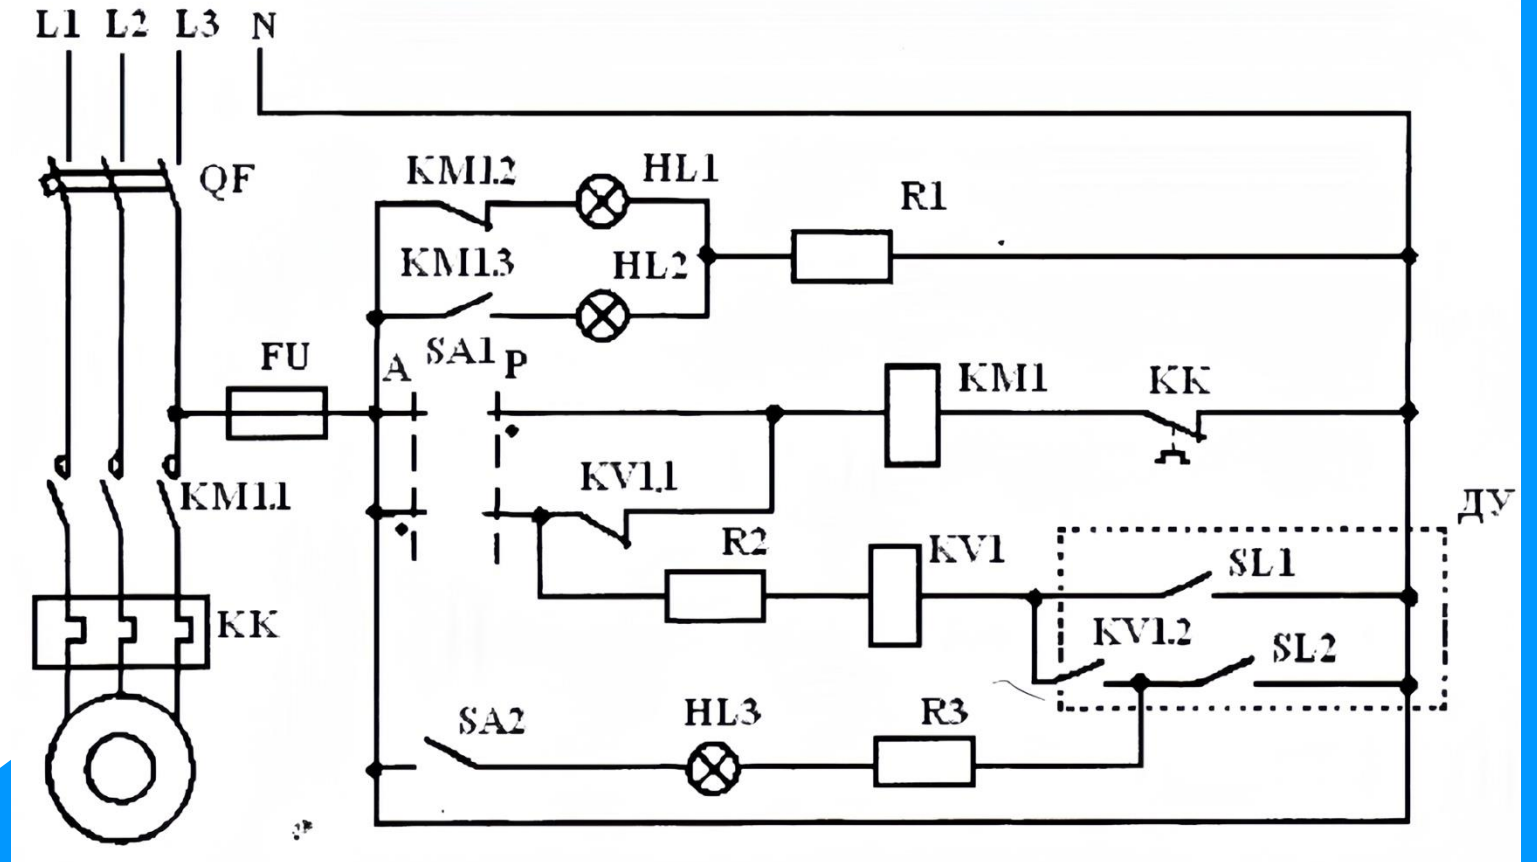 L1 L2 L3 N
QF
KM1.2
HL1
R1
KM1.3
HL2
FU
A
SA1
P
KM1
KK
KM1.1
KV1.1
ДУ
R2
KV1
SL1
KK
KV1.2
SL2
SA2
HL3
R3